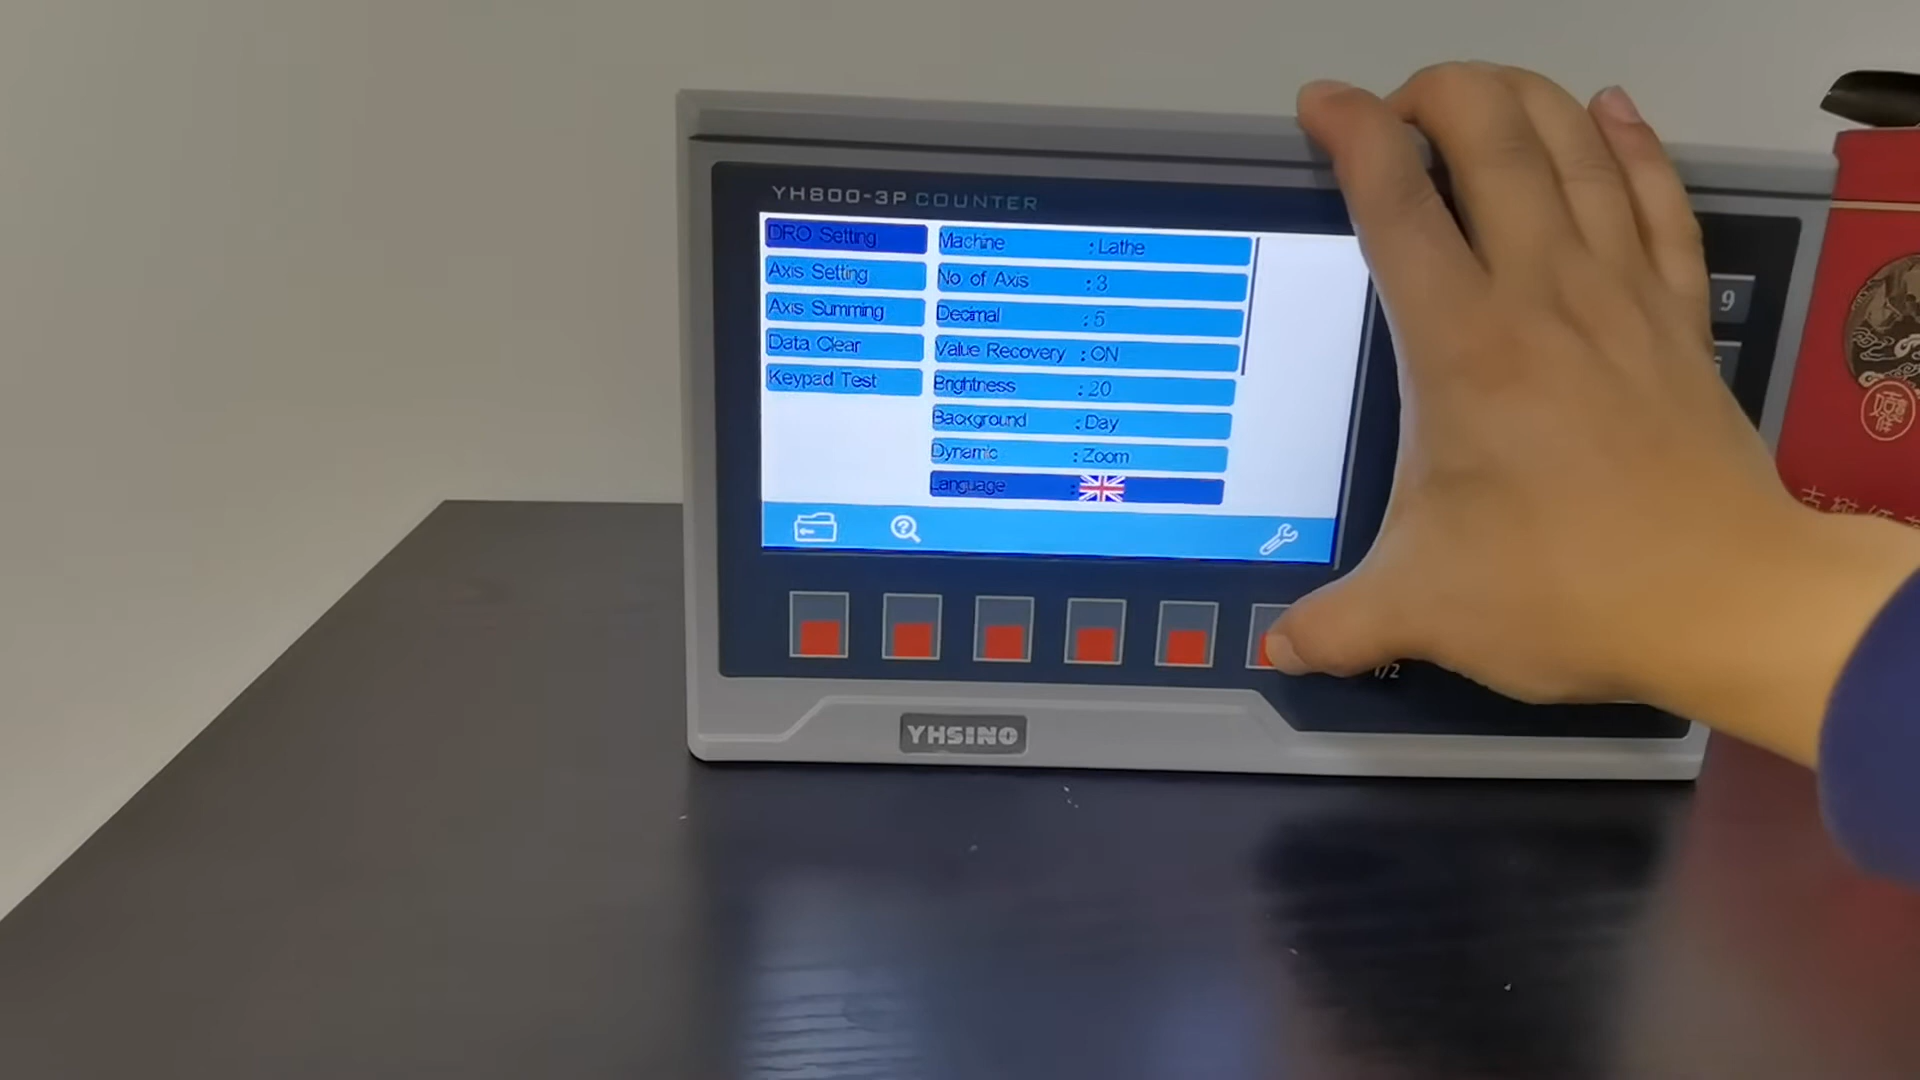 YH800-3P COUNTER
DRO Setting
Axis Setting
Axis Summing
Data Clear
Keypad Test
Machine : Lathe
No. of Axis : 3
Decimal : 5
Value Recovery : ON
Brightness : 20
Background : Day
Dynamic : Zoom
Language :
9
1/2
YHSINO